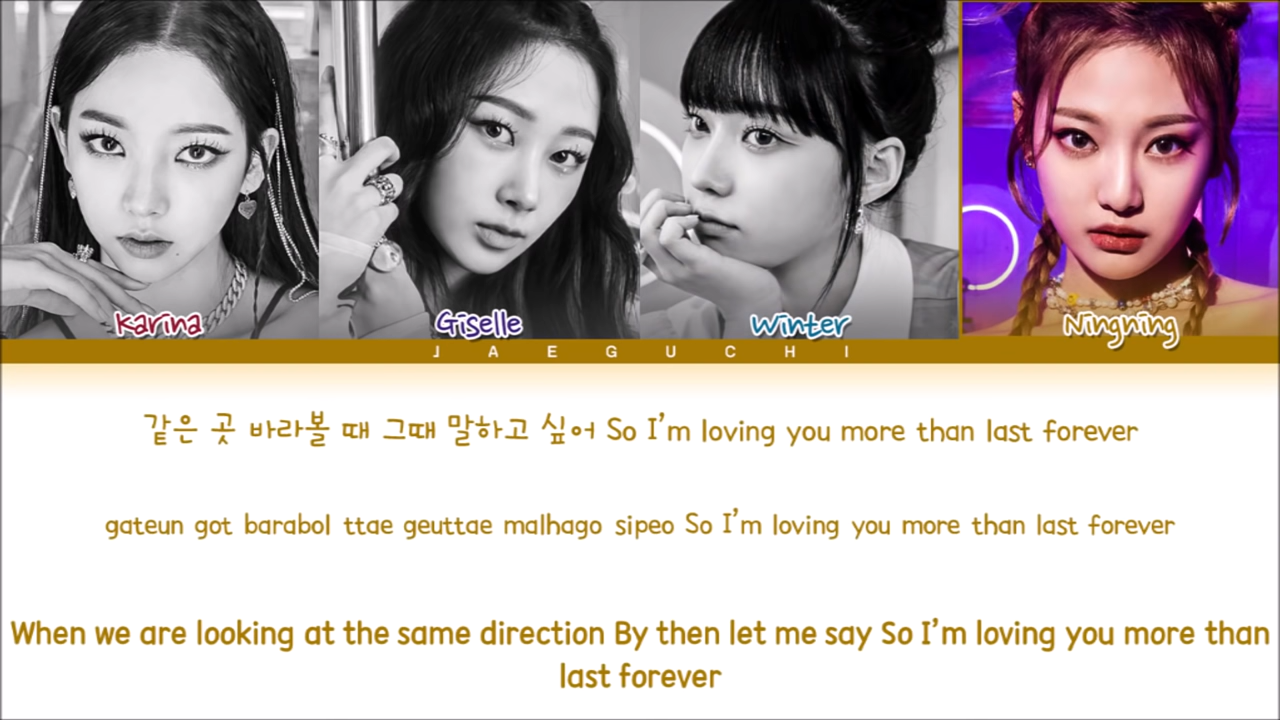 Karina Giselle Winter Ningning
J A E G U C H I
같은 곳 바라볼 때 그때 말하고 싶어 So I'm loving you more than last forever
gateun got barabol ttae geuttae malhago sipeo So I'm loving you more than last forever
When we are looking at the same direction By then let me say So I'm loving you more than
last forever